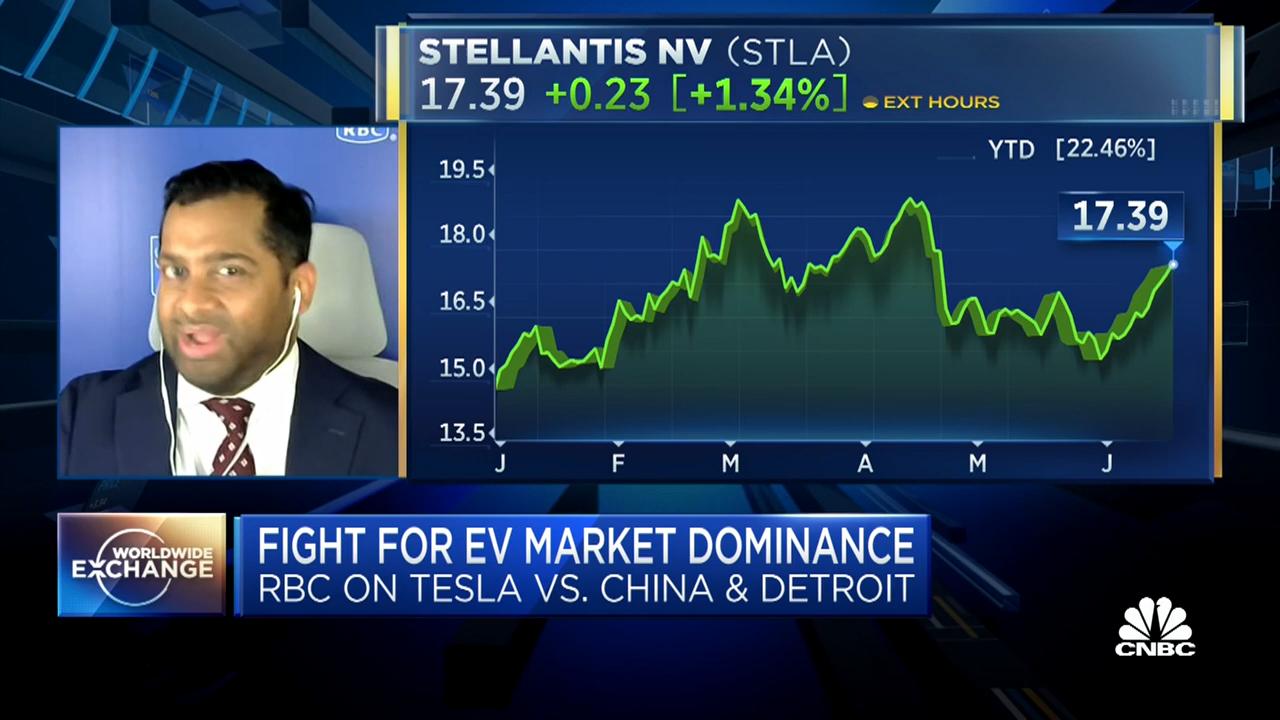 STELLANTIS NV (STLA)
17.39 +0.23 [+1.34%] EXT HOURS
RBC
YTD [22.46%]
19.5
18.0
16.5
15.0
13.5
17.39
J F M A M J
WORLDWIDE
EXCHANGE
FIGHT FOR EV MARKET DOMINANCE
RBC ON TESLA VS. CHINA & DETROIT
CNBC